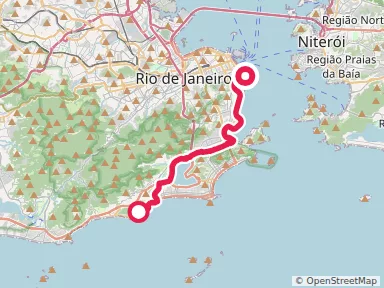 Região Nort
Niterói
Região Praias
da Baía
Rio de Janeiro
R
© OpenStreetMap